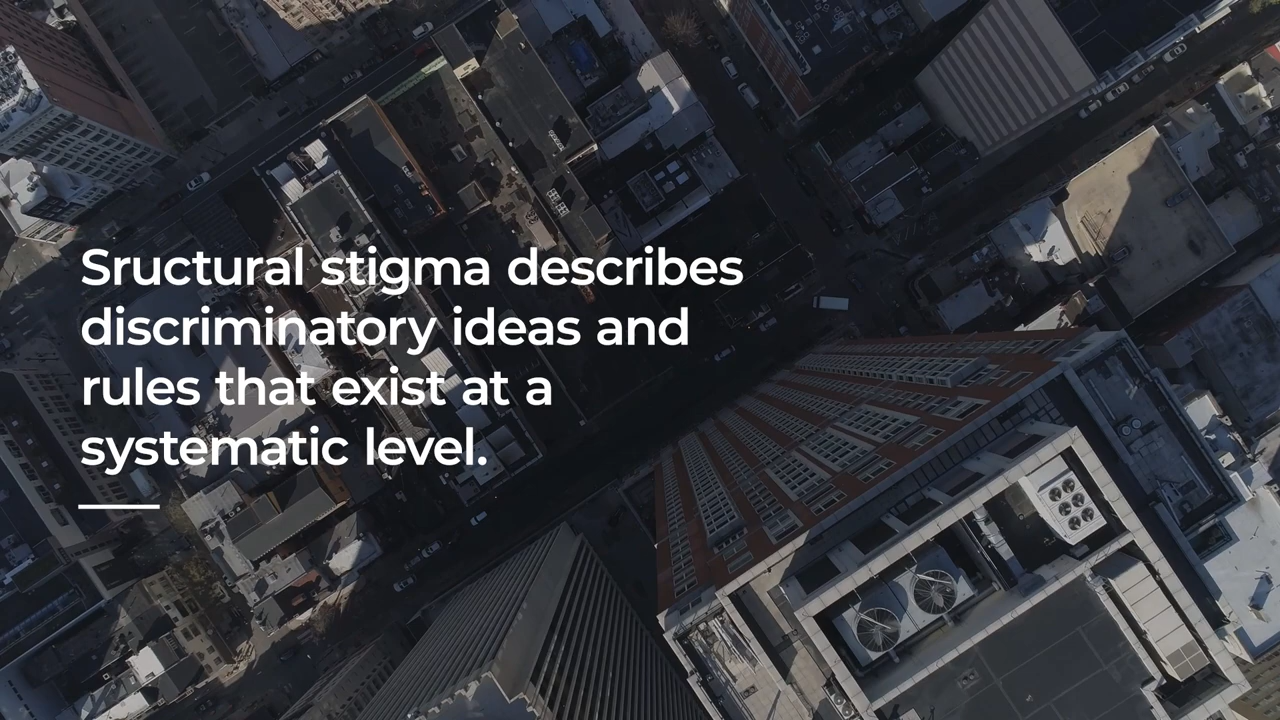 Sructural stigma describes
discriminatory ideas and
rules that exist at a
systematic level.